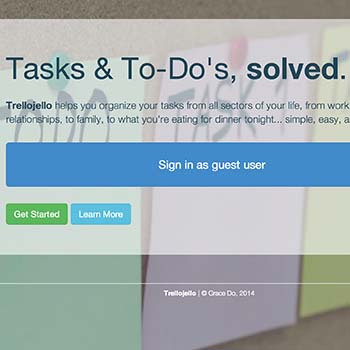 Tasks & To-Do's, solved.
Trellojello helps you organize your tasks from all sectors of your life, from work
relationships, to family, to what you're eating for dinner tonight... simple, easy, a
Sign in as guest user
Get Started Learn More
Trellojello | © Grace Do, 2014